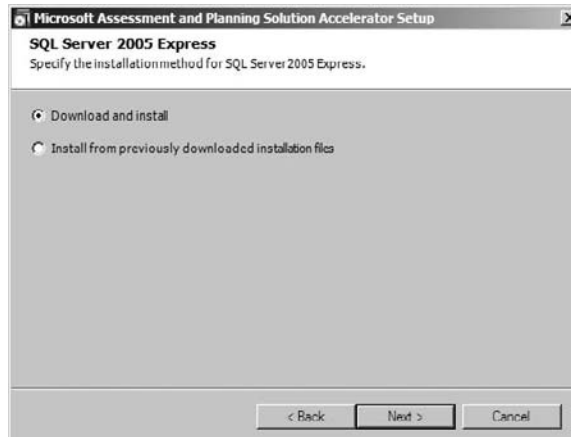 Microsoft Assessment and Planning Solution Accelerator Setup
SQL Server 2005 Express
Specify the installation method for SQL Server 2005 Express.
Download and install
Install from previously downloaded installation files
< Back
Next >
Cancel